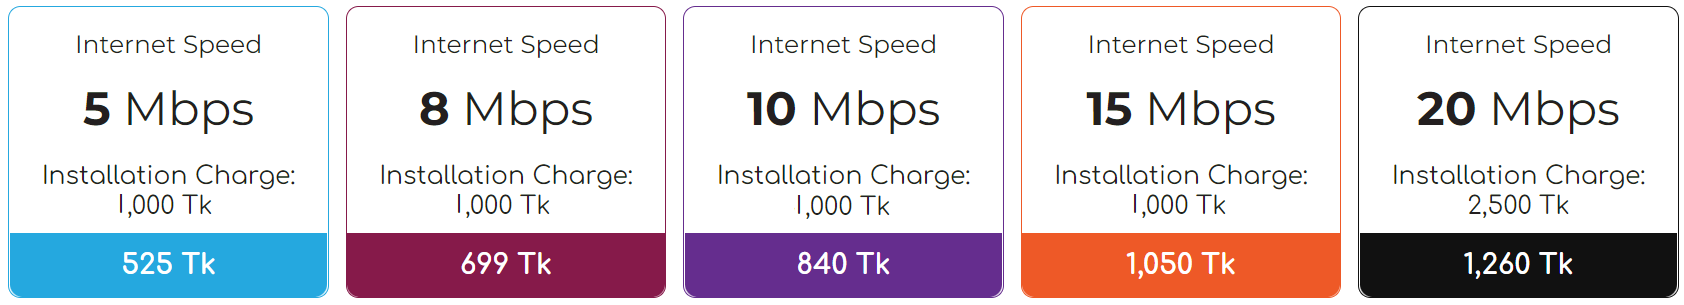 Internet Speed
5 Mbps
Installation Charge:
1,000 Tk
525 Tk
Internet Speed
8 Mbps
Installation Charge:
1,000 Tk
699 Tk
Internet Speed
10 Mbps
Installation Charge:
1,000 Tk
840 Tk
Internet Speed
15 Mbps
Installation Charge:
1,000 Tk
1,050 Tk
Internet Speed
20 Mbps
Installation Charge:
2,500 Tk
1,260 Tk